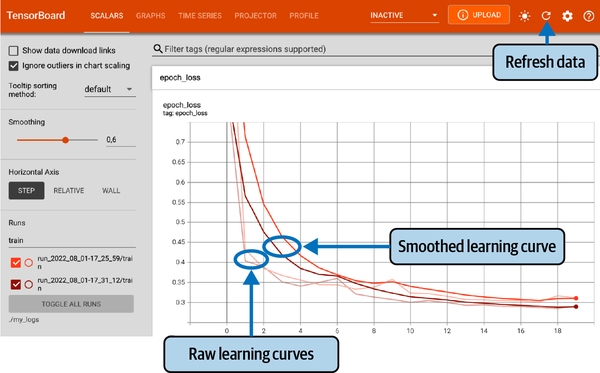 TensorBoard SCALARS GRAPHS TIME SERIES PROJECTOR PROFILE INACTIVE UPLOAD
Refresh data
Show data download links
Ignore outliers in chart scaling
Tooltip sorting
method: default
Smoothing
0,6
Horizontal Axis
STEP RELATIVE WALL
Runs
train
run_2022_08_01-17_25_59/trai
n
run_2022_08_01-17_31_12/trai
n
TOGGLE ALL RUNS
./my_logs
Filter tags (regular expressions supported)
epoch_loss
epoch_loss
tag: epoch_loss
0.7
0.65
0.6
0.55
0.5
0.45
0.4
0.35
0.3
0 2 4 6 8 10 12 14 16 18
Smoothed learning curve
Raw learning curves